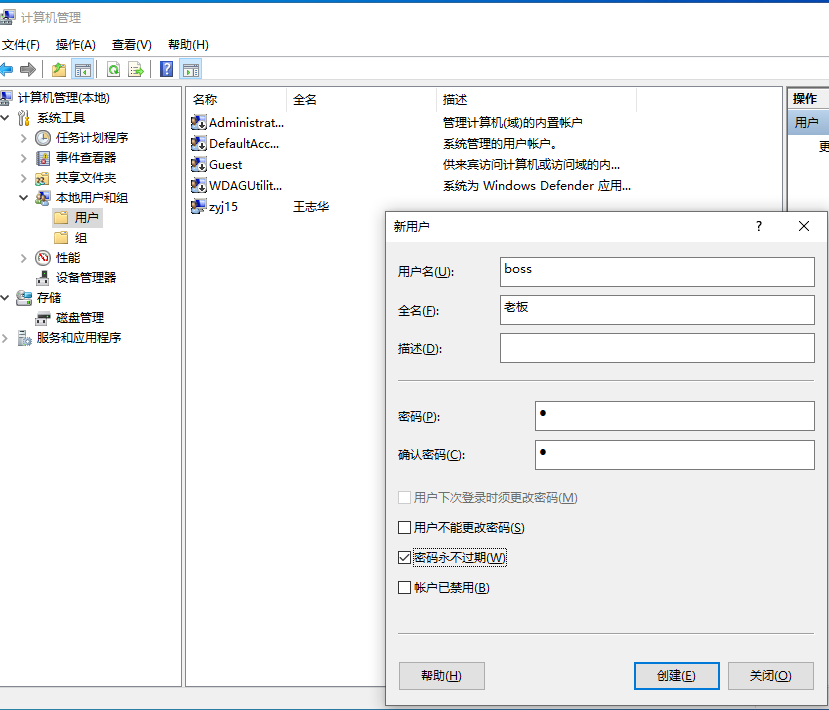 计算机管理
文件(F) 操作(A) 查看(V) 帮助(H)
计算机管理(本地)
系统工具
任务计划程序
事件查看器
共享文件夹
本地用户和组
用户
组
性能
设备管理器
存储
磁盘管理
服务和应用程序
名称 全名 描述
Administrat... 管理计算机(域)的内置帐户
DefaultAcc... 系统管理的用户帐户。
Guest 供来宾访问计算机或访问域的内...
WDAGUtilit... 系统为 Windows Defender 应用...
zyj15 王志华
操作
用户
更
新用户
? ×
用户名(U): boss
全名(F): 老板
描述(D):
密码(P): ●
确认密码(C): ●
用户下次登录时须更改密码(M)
用户不能更改密码(S)
密码永不过期(W)
帐户已禁用(B)
帮助(H) 创建(E) 关闭(O)